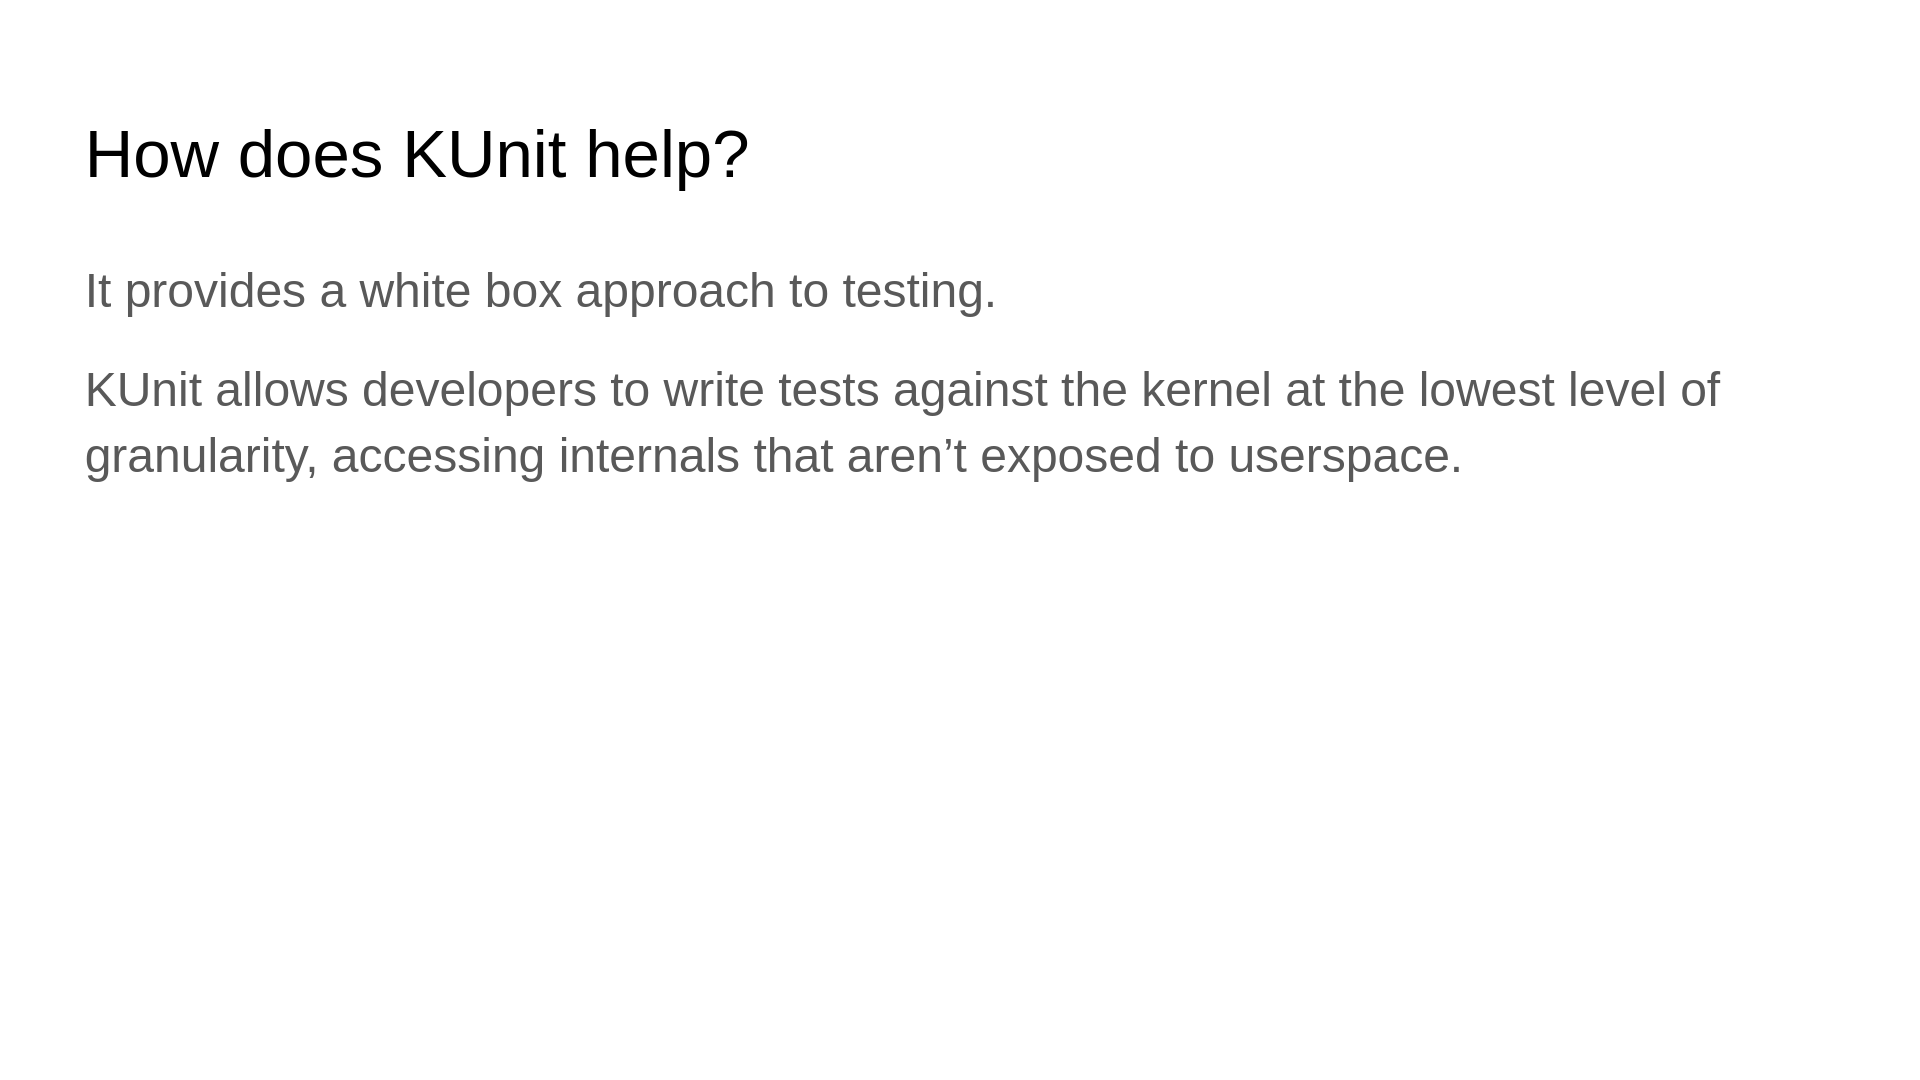 How does KUnit help?
It provides a white box approach to testing.
KUnit allows developers to write tests against the kernel at the lowest level of
granularity, accessing internals that aren’t exposed to userspace.